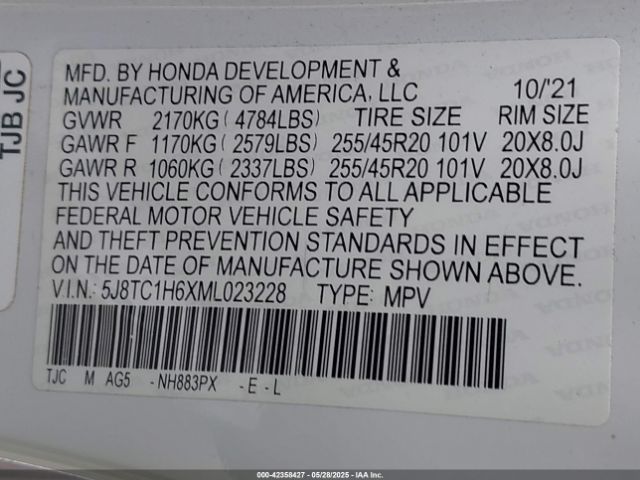 TJB JC
MFD. BY HONDA DEVELOPMENT &
MANUFACTURING OF AMERICA, LLC 10/'21
GVWR 2170KG ( 4784LBS) TIRE SIZE RIM SIZE
GAWR F 1170KG ( 2579LBS) 255/45R20 101V 20X8.0J
GAWR R 1060KG ( 2337LBS) 255/45R20 101V 20X8.0J
THIS VEHICLE CONFORMS TO ALL APPLICABLE
FEDERAL MOTOR VEHICLE SAFETY
AND THEFT PREVENTION STANDARDS IN EFFECT
ON THE DATE OF MANUFACTURE SHOWN ABOVE.
V.I.N.: 5J8TC1H6XML023228 TYPE: MPV
TJC M AG5 -NH883PX -E-L
000-42358427 - 05/28/2025 - IAA Inc.